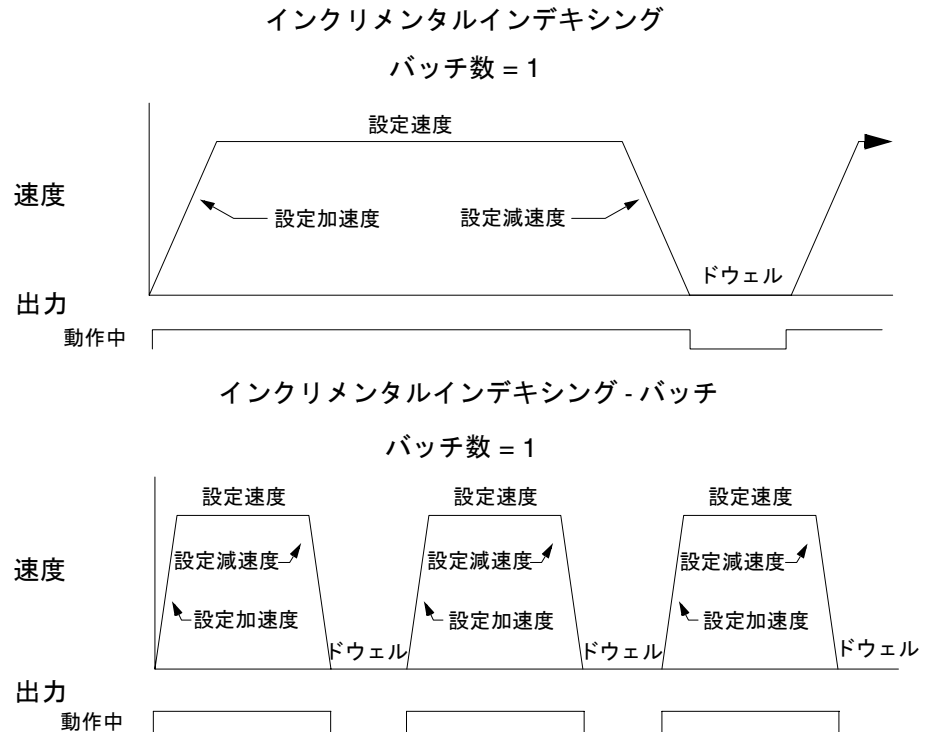 インクリメンタルインデキシング
バッチ数 = 1
設定速度
速度
設定加速度
設定減速度
ドウェル
出力
動作中
インクリメンタルインデキシング - バッチ
バッチ数 = 1
設定速度
設定速度
設定速度
速度
設定減速度
設定減速度
設定減速度
設定加速度
設定加速度
設定加速度
ドウェル
ドウェル
ドウェル
出力
動作中